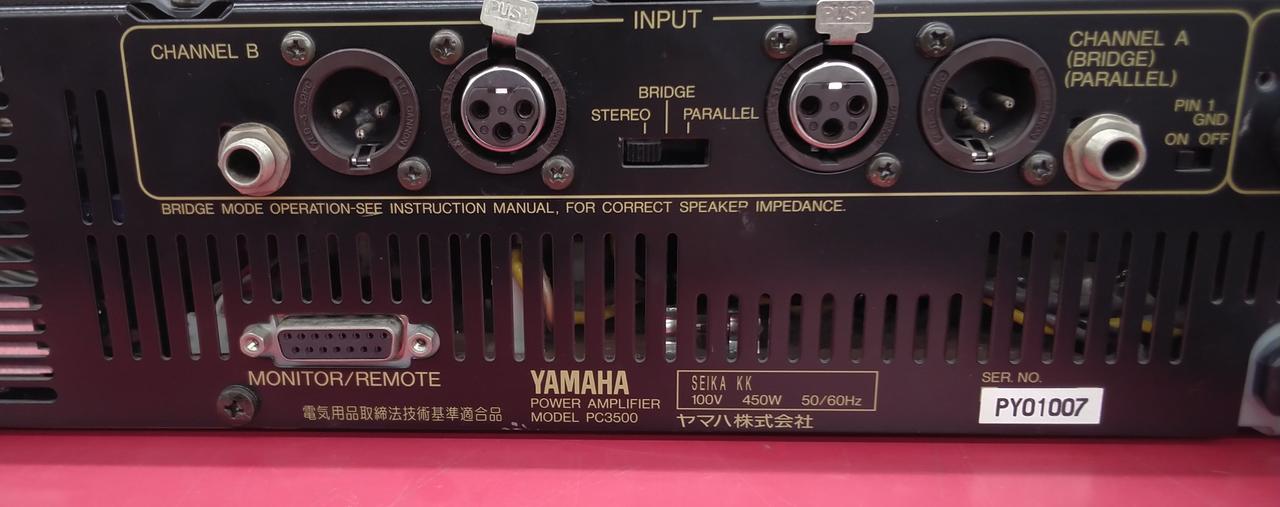 PUSH
PUSH
INPUT
CHANNEL B
CHANNEL A
(BRIDGE)
(PARALLEL)
BRIDGE
STEREO
PARALLEL
PIN 1
GND
ON OFF
BRIDGE MODE OPERATION-SEE INSTRUCTION MANUAL, FOR CORRECT SPEAKER IMPEDANCE.
MONITOR/REMOTE
電気用品取締法技術基準適合品
YAMAHA
POWER AMPLIFIER
MODEL PC3500
SEIKA KK
100V 450W 50/60Hz
ヤマハ株式会社
SER. NO.
PY01007